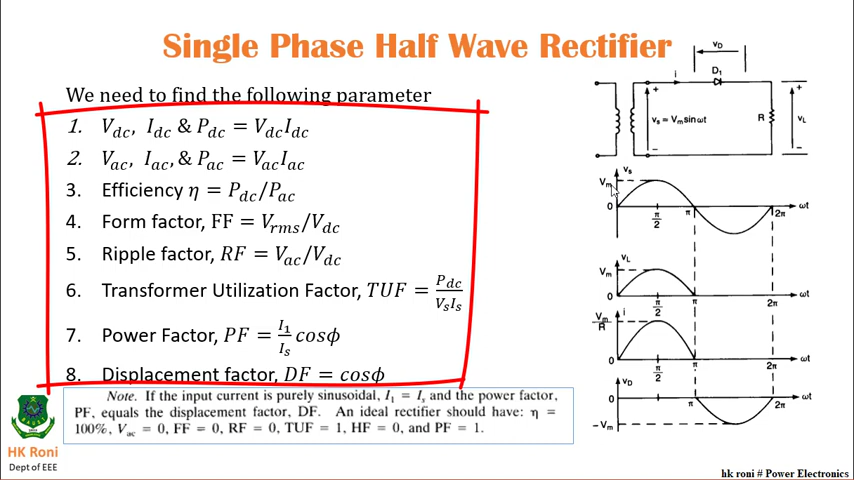 Single Phase Half Wave Rectifier
We need to find the following parameter
1. V_dc, I_dc & P_dc = V_dc I_dc
2. V_ac, I_ac, & P_ac = V_ac I_ac
3. Efficiency η = P_dc/P_ac
4. Form factor, FF = V_rms/V_dc
5. Ripple factor, RF = V_ac/V_dc
6. Transformer Utilization Factor, TUF = P_dc/V_s I_s
7. Power Factor, PF = I_1/I_s cosϕ
8. Displacement factor, DF = cosϕ
Note. If the input current is purely sinusoidal, I_1 = I_s and the power factor,
PF, equals the displacement factor, DF. An ideal rectifier should have: η =
100%, V_ac = 0, FF = 0, RF = 0, TUF = 1, HF = 0, and PF = 1.
HK Roni
Dept of EEE
v_D
i D_1
+ + +
v_s = V_m sin ωt R v_L
− − −
v_s
V_m
0 π/2 π 2π ωt
v_L
V_m
0 π/2 π 2π ωt
V_m/R i
0 π/2 π 2π ωt
v_D
0 π 2π ωt
−V_m
hk roni # Power Electronics